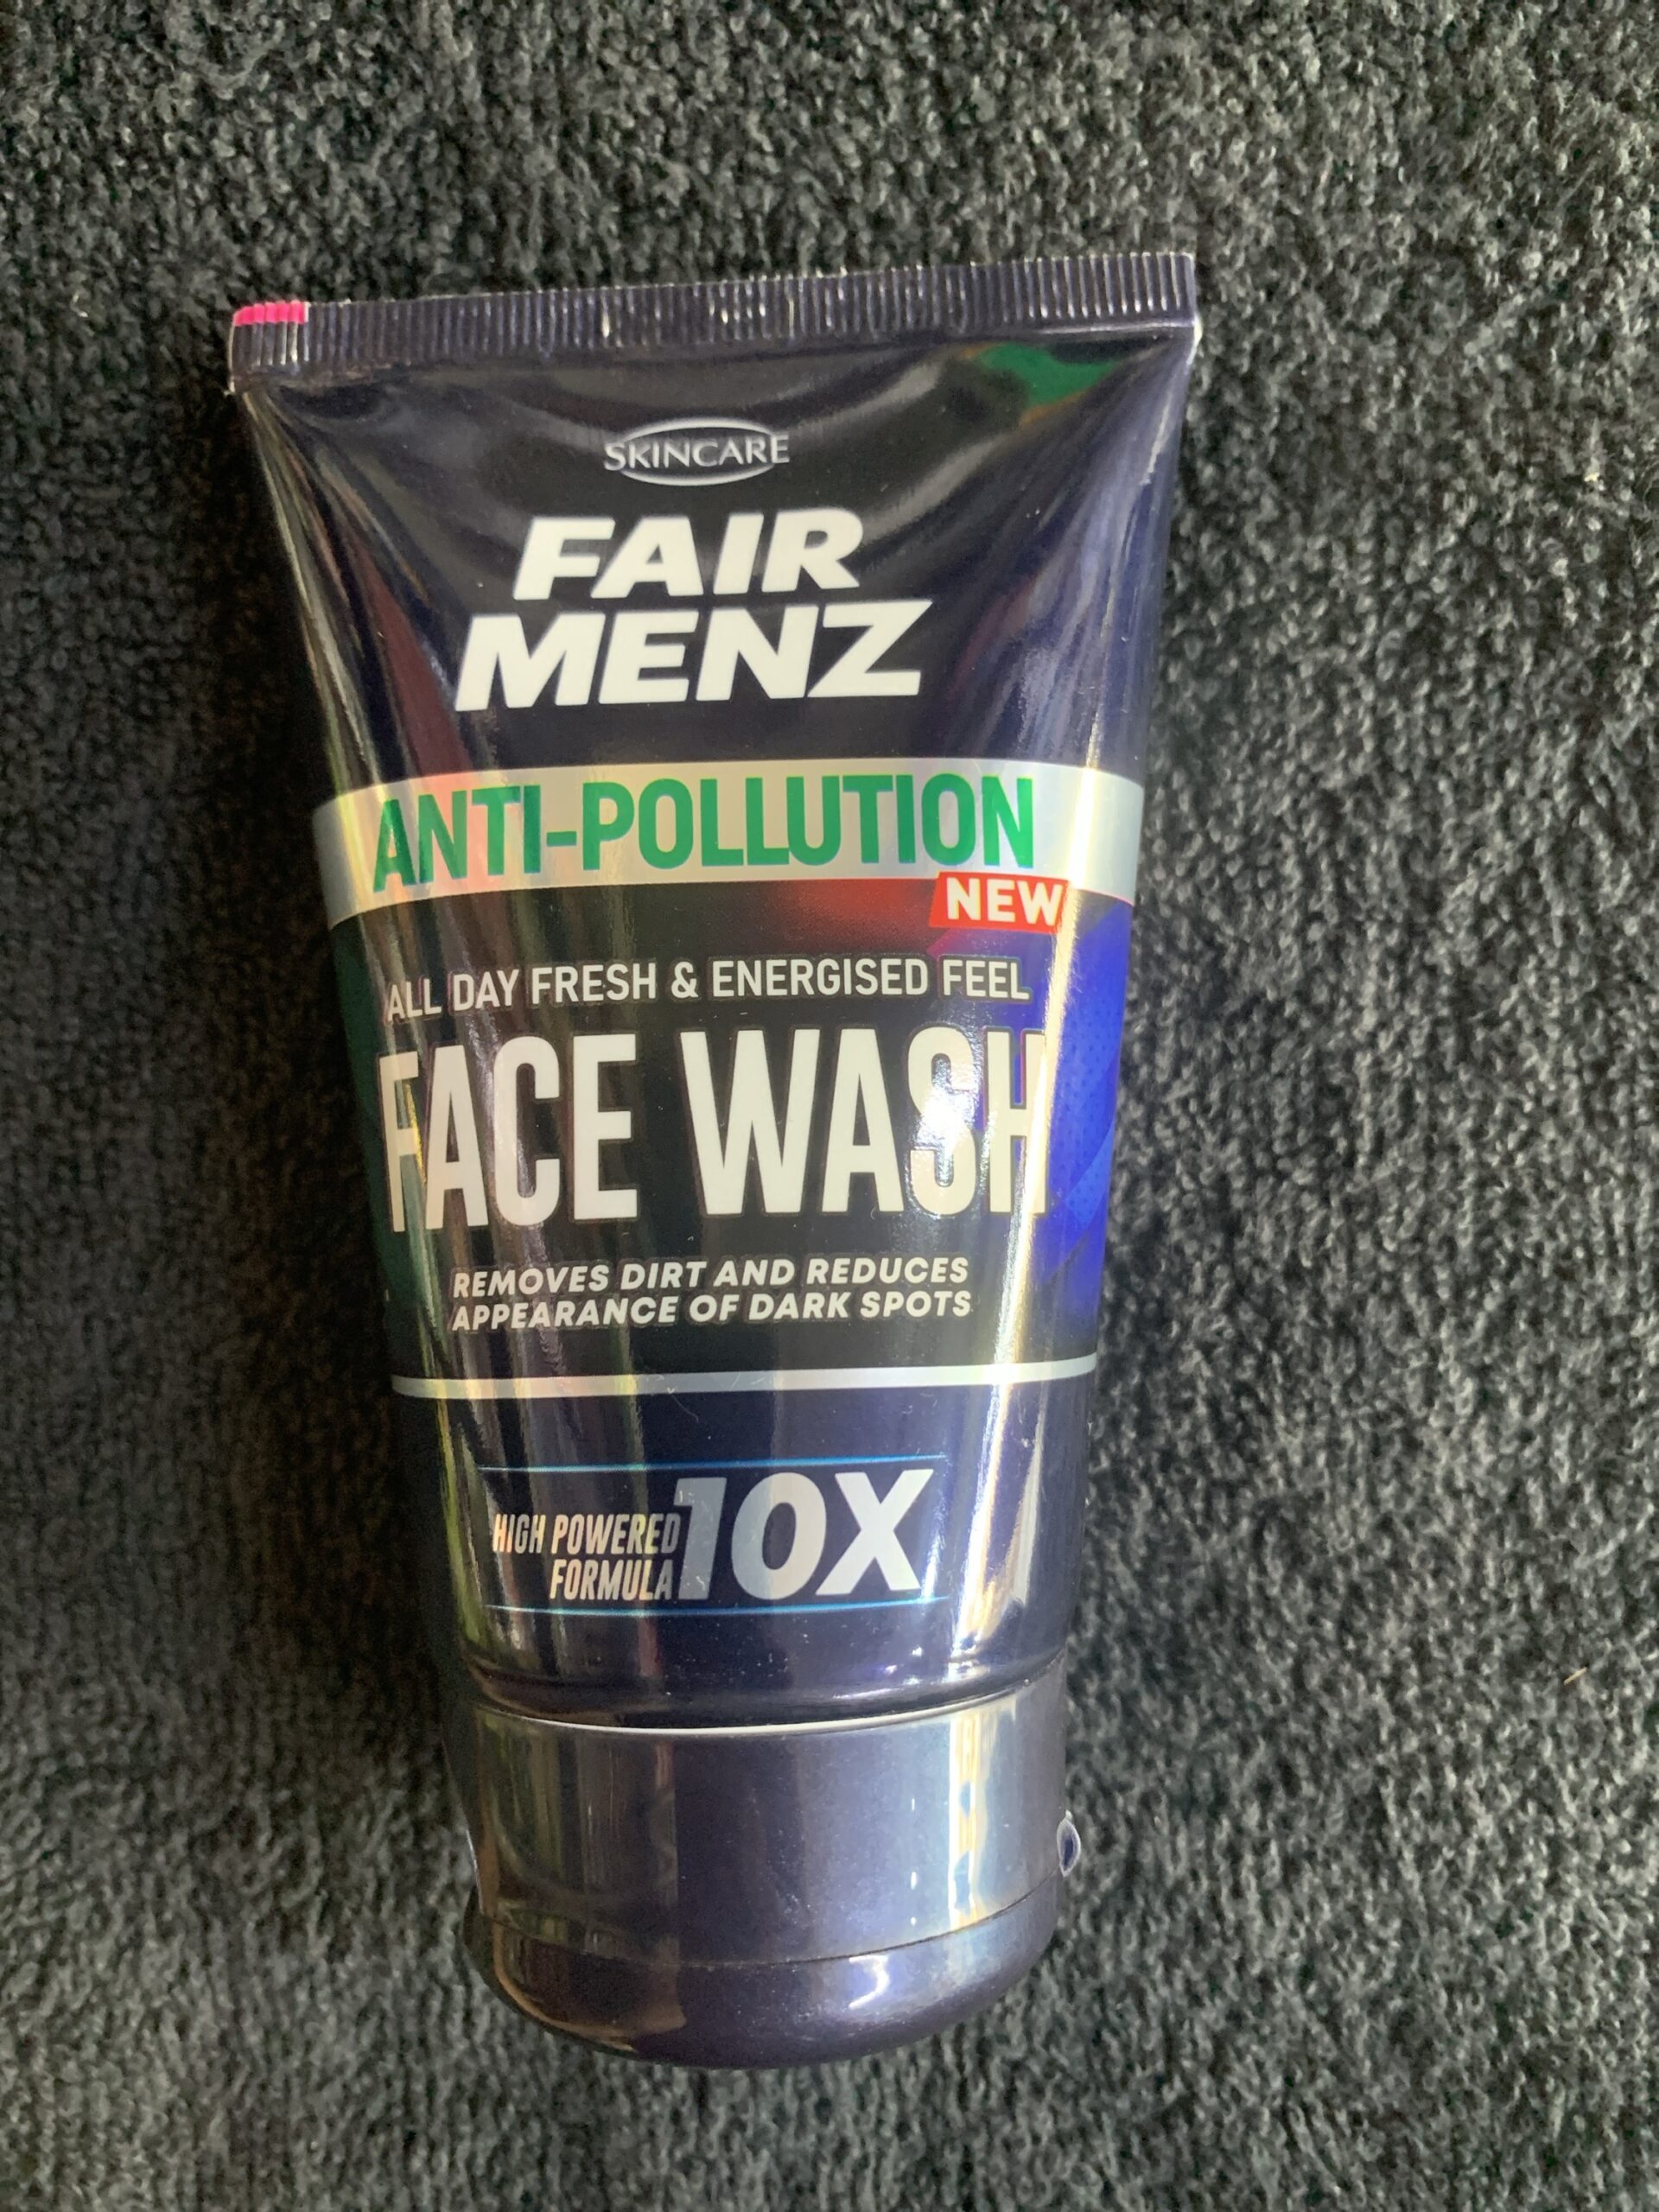 SKINCARE
FAIR
MENZ
ANTI-POLLUTION
NEW
ALL DAY FRESH & ENERGISED FEEL
FACE WASH
REMOVES DIRT AND REDUCES
APPEARANCE OF DARK SPOTS
HIGH POWERED
FORMULA
10X